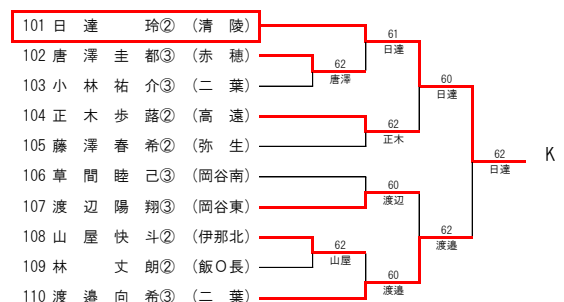 101 日 達 玲② （清 陵）
102 唐 澤 圭 都③ （赤 穂）
103 小 林 祐 介③ （二 葉）
104 正 木 歩 蕗② （高 遠）
105 藤 澤 春 希② （弥 生）
106 草 間 睦 己③ （岡谷南）
107 渡 辺 陽 翔③ （岡谷東）
108 山 屋 快 斗② （伊那北）
109 林 丈 朗② （飯Ｏ長）
110 渡 邉 向 希③ （二 葉）
61
日達
62
唐澤
60
日達
62
正木
62
日達
K
60
渡辺
62
渡邉
62
山屋
60
渡邉